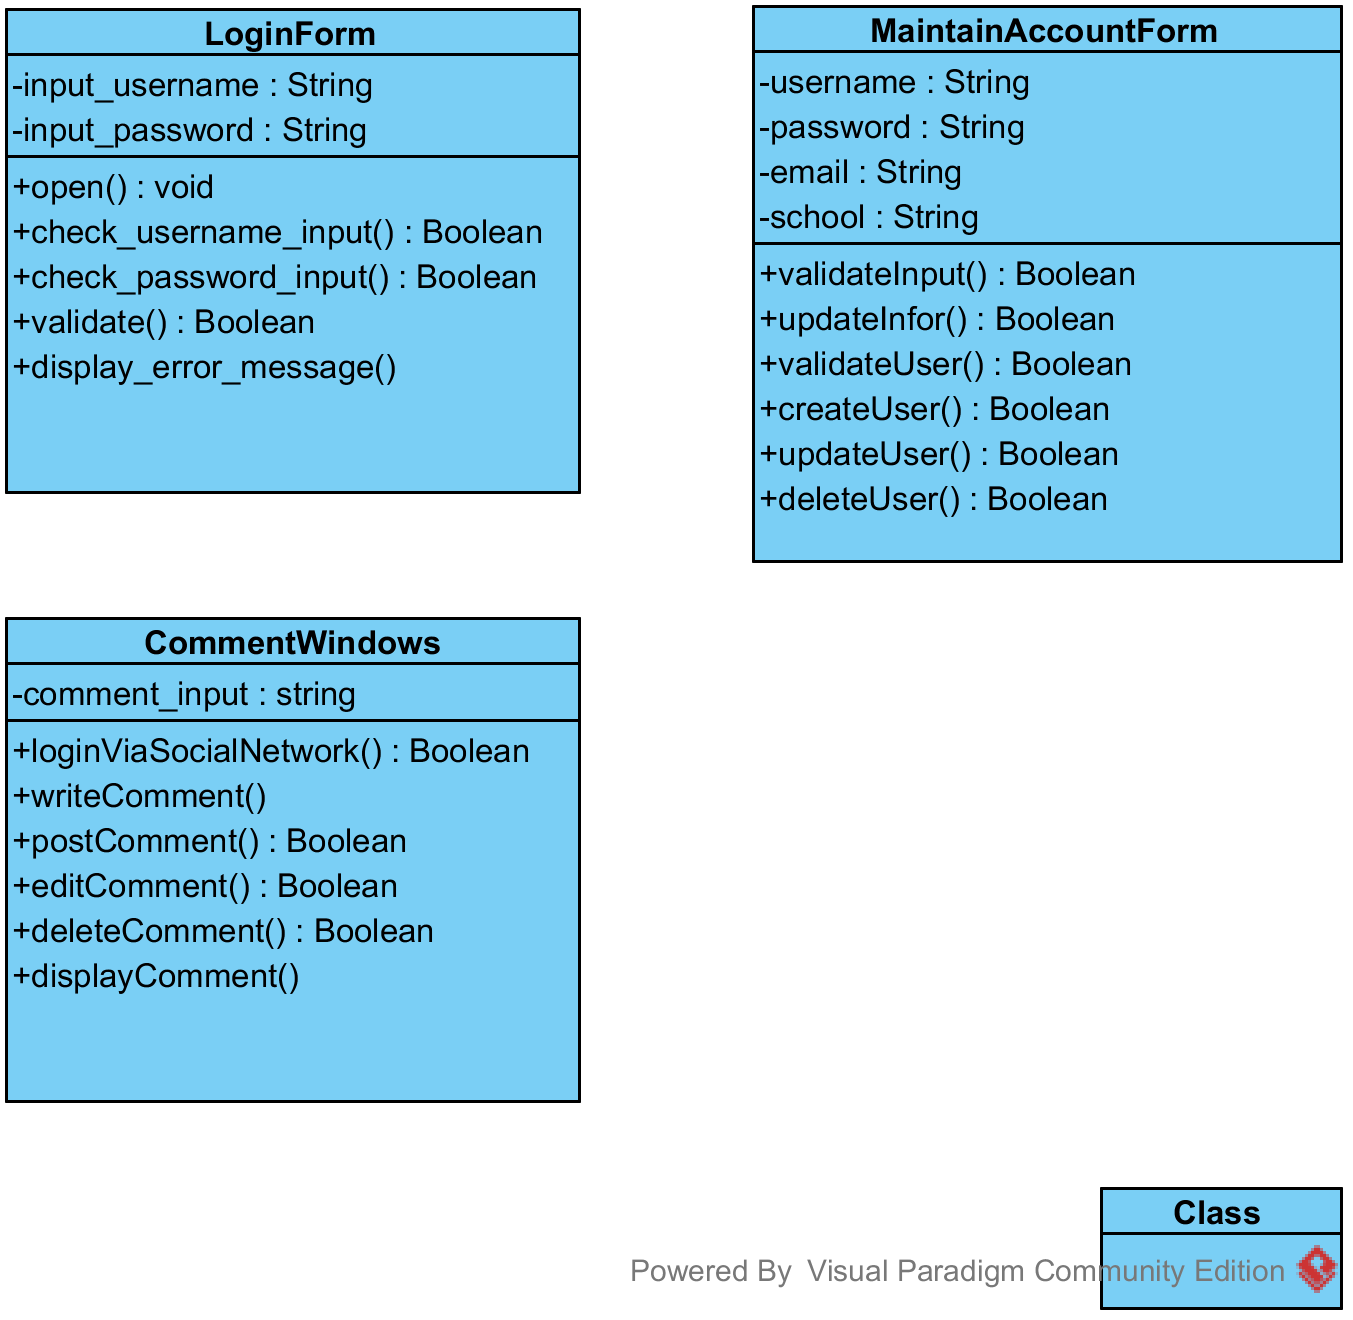 LoginForm
-input_username : String
-input_password : String
+open() : void
+check_username_input() : Boolean
+check_password_input() : Boolean
+validate() : Boolean
+display_error_message()
MaintainAccountForm
-username : String
-password : String
-email : String
-school : String
+validateInput() : Boolean
+updateInfor() : Boolean
+validateUser() : Boolean
+createUser() : Boolean
+updateUser() : Boolean
+deleteUser() : Boolean
CommentWindows
-comment_input : string
+loginViaSocialNetwork() : Boolean
+writeComment()
+postComment() : Boolean
+editComment() : Boolean
+deleteComment() : Boolean
+displayComment()
Class
Powered By Visual Paradigm Community Edition